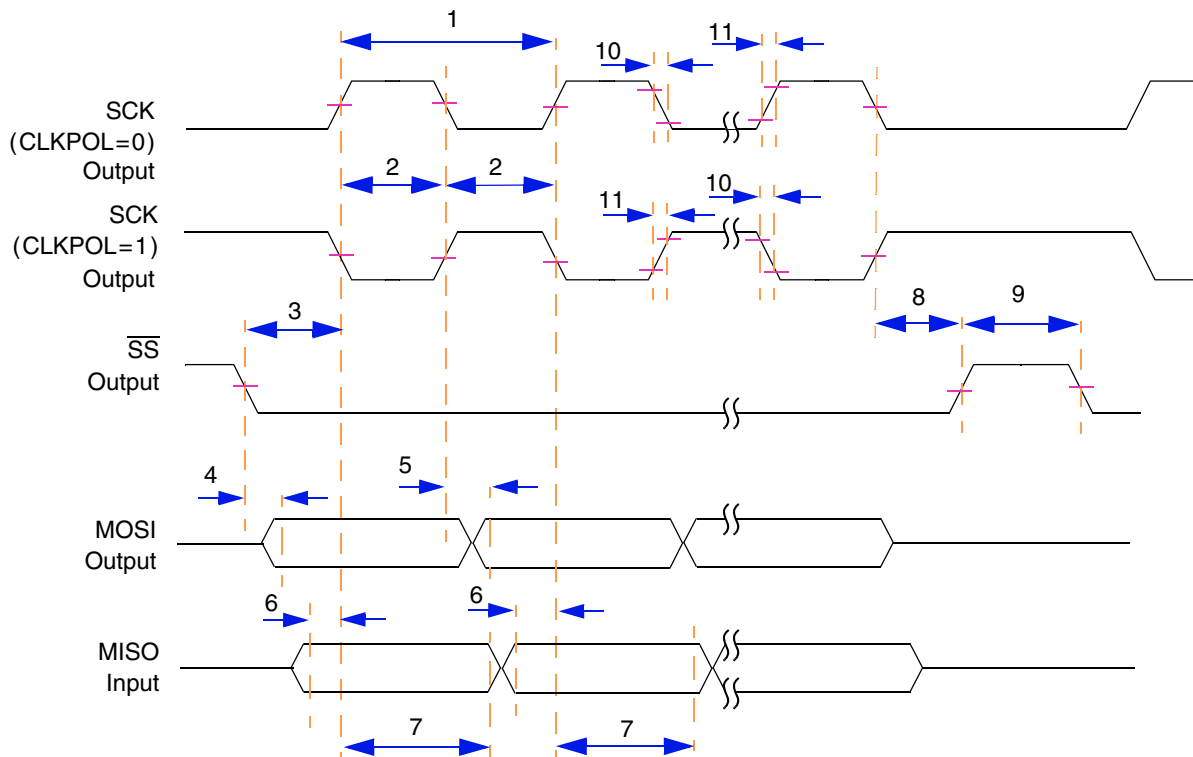 1
10
11
SCK
(CLKPOL=0)
Output
2
2
10
11
SCK
(CLKPOL=1)
Output
3
8
9
SS
Output
4
5
MOSI
Output
6
6
MISO
Input
7
7